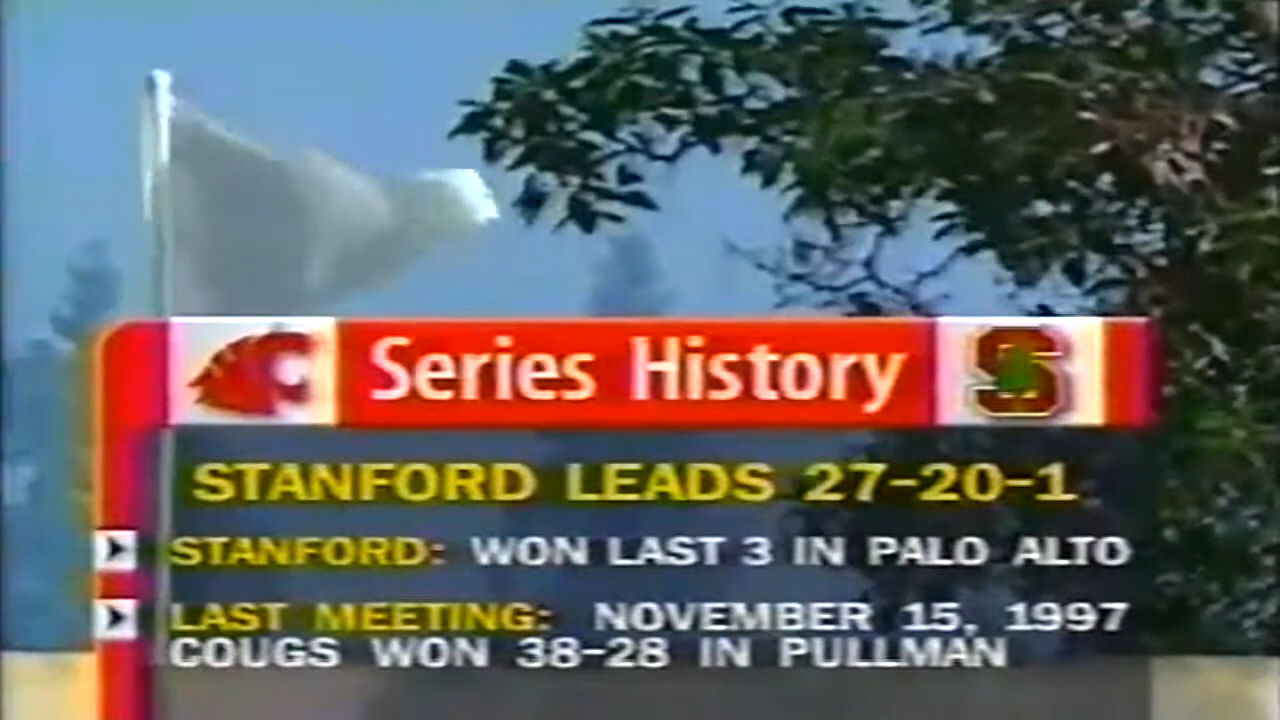 Series History
STANFORD LEADS 27-20-1
STANFORD: WON LAST 3 IN PALO ALTO
LAST MEETING: NOVEMBER 15, 1997
COUGS WON 38-28 IN PULLMAN